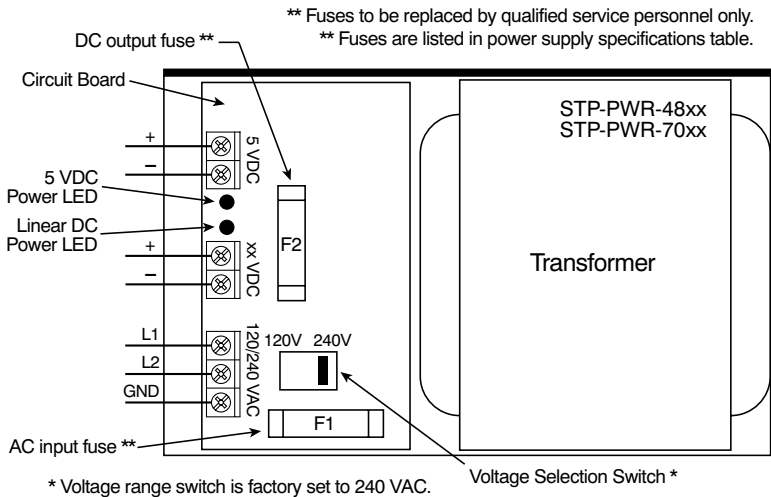 ** Fuses to be replaced by qualified service personnel only.
** Fuses are listed in power supply specifications table.
DC output fuse **
Circuit Board
STP-PWR-48xx
STP-PWR-70xx
+
–
5 VDC
5 VDC
Power LED
Linear DC
Power LED
F2
+
–
xx VDC
Transformer
L1
L2
GND
120/240 VAC
120V 240V
F1
AC input fuse **
Voltage Selection Switch *
* Voltage range switch is factory set to 240 VAC.